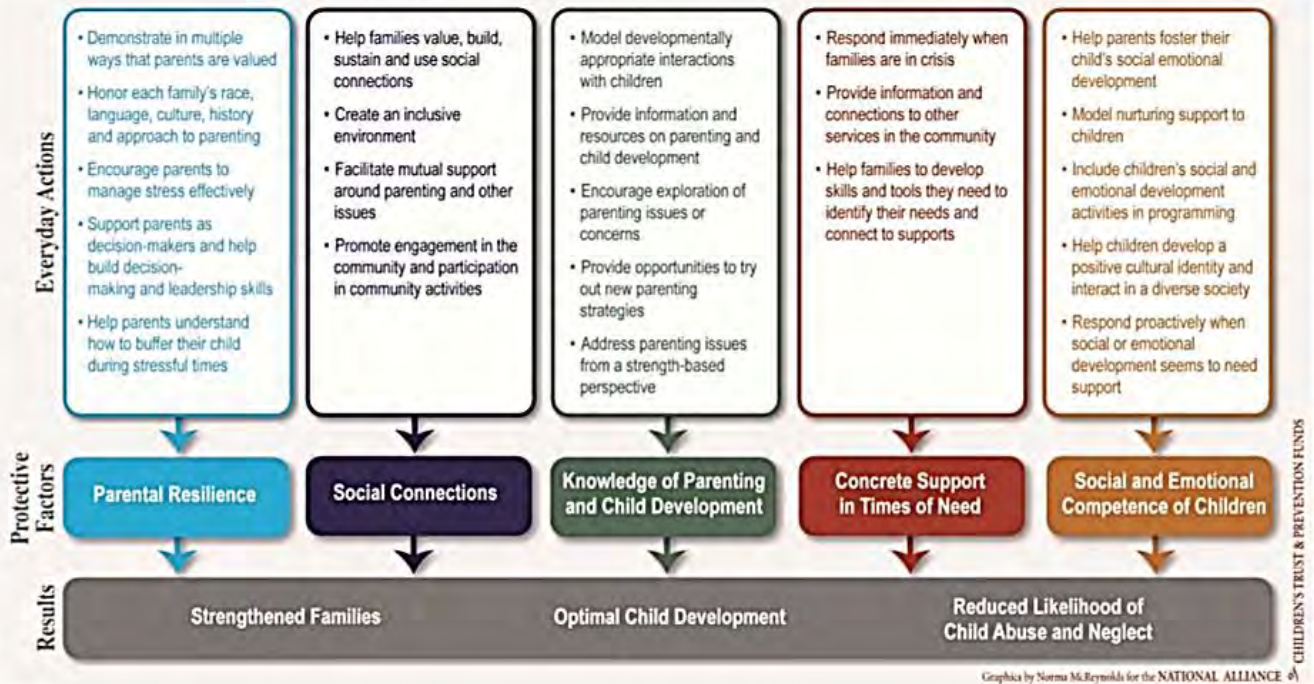 Everyday Actions
• Demonstrate in multiple
ways that parents are valued
• Honor each family's race,
language, culture, history
and approach to parenting
• Encourage parents to
manage stress effectively
• Support parents as
decision-makers and help
build decision-
making and leadership skills
• Help parents understand
how to buffer their child
during stressful times
• Help families value, build,
sustain and use social
connections
• Create an inclusive
environment
• Facilitate mutual support
around parenting and other
issues
• Promote engagement in the
community and participation
in community activities
• Model developmentally
appropriate interactions
with children
• Provide information and
resources on parenting and
child development
• Encourage exploration of
parenting issues or
concerns
• Provide opportunities to try
out new parenting
strategies
• Address parenting issues
from a strength-based
perspective
• Respond immediately when
families are in crisis
• Provide information and
connections to other
services in the community
• Help families to develop
skills and tools they need to
identify their needs and
connect to supports
• Help parents foster their
child's social emotional
development
• Model nurturing support to
children
• Include children's social and
emotional development
activities in programming
• Help children develop a
positive cultural identity and
interact in a diverse society
• Respond proactively when
social or emotional
development seems to need
support
Protective
Factors
Parental Resilience
Social Connections
Knowledge of Parenting
and Child Development
Concrete Support
in Times of Need
Social and Emotional
Competence of Children
Results
Strengthened Families
Optimal Child Development
Reduced Likelihood of
Child Abuse and Neglect
Graphics by Norma McReynolds for the NATIONAL ALLIANCE of
CHILDREN'S TRUST & PREVENTION FUNDS